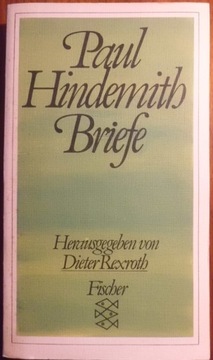 Paul
Hindemith
Briefe
Herausgegeben von
Dieter Rexroth
Fischer